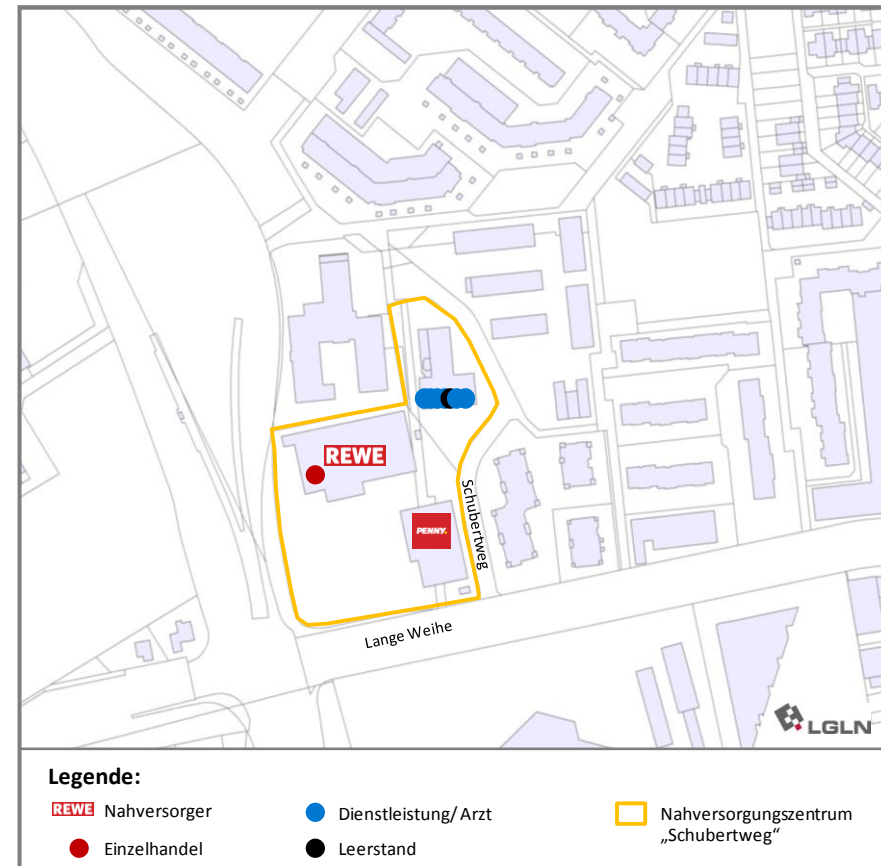 REWE
PENNY.
Schubertweg
Lange Weihe
LGLN
Legende:
REWE Nahversorger
Einzelhandel
Dienstleistung/ Arzt
Leerstand
Nahversorgungszentrum
„Schubertweg“